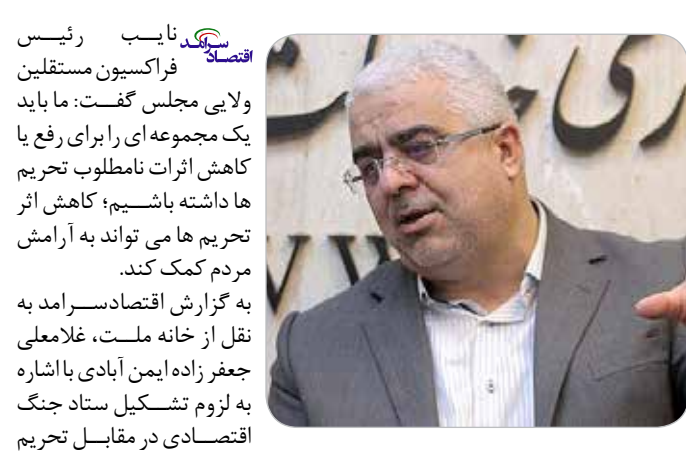 نایب رئیس
اقتصاد سرآمد
فراکسیون مستقلین
ولایی مجلس گفت: ما باید
یک مجموعه ای را برای رفع یا
کاهش اثرات نامطلوب تحریم
ها داشته باشیم؛ کاهش اثر
تحریم ها می تواند به آرامش
مردم کمک کند.
به گزارش اقتصادسرامد به
نقل از خانه ملت، غلامعلی
جعفر زاده ایمن آبادی با اشاره
به لزوم تشکیل ستاد جنگ
اقتصادی در مقابل تحریم